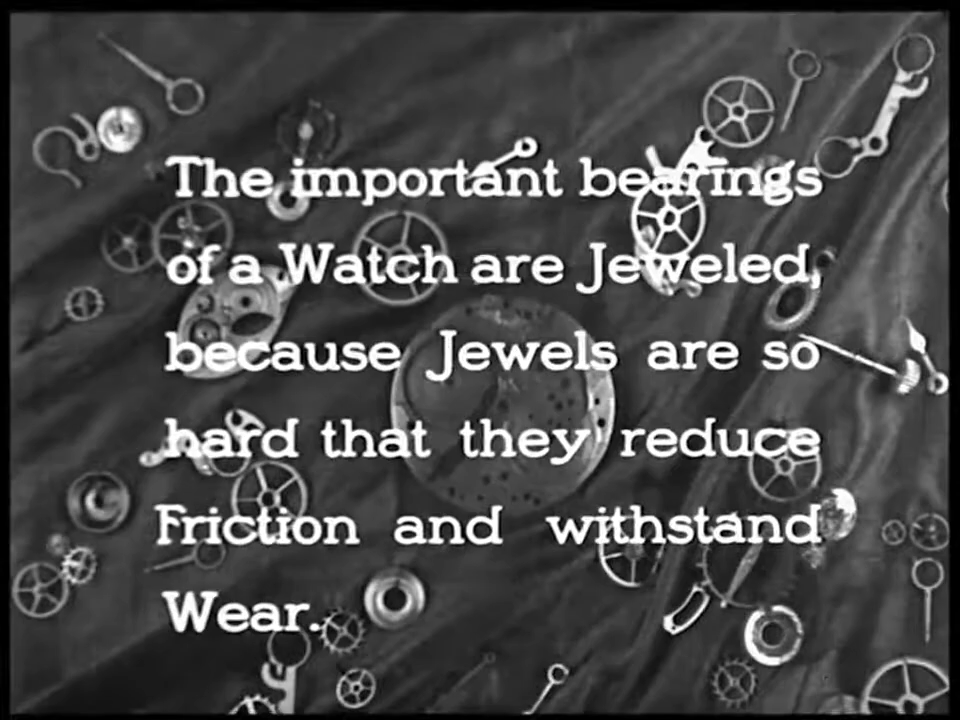 The important bearings
of a Watch are Jeweled,
because Jewels are so
hard that they reduce
Friction and withstand
Wear.